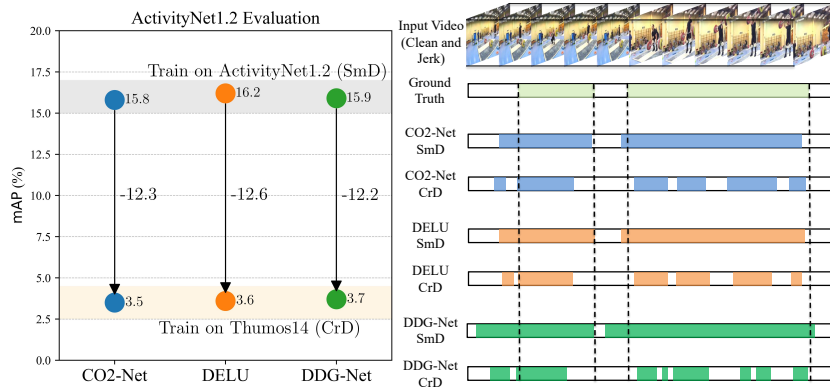 ActivityNet1.2 Evaluation
mAP (%)
20.0
17.5
15.0
12.5
10.0
7.5
5.0
2.5
0.0
Train on ActivityNet1.2 (SmD)
15.8
16.2
15.9
-12.3
-12.6
-12.2
3.5
3.6
3.7
Train on Thumos14 (CrD)
CO2-Net
DELU
DDG-Net
Input Video
(Clean and
Jerk)
Ground
Truth
CO2-Net
SmD
CO2-Net
CrD
DELU
SmD
DELU
CrD
DDG-Net
SmD
DDG-Net
CrD